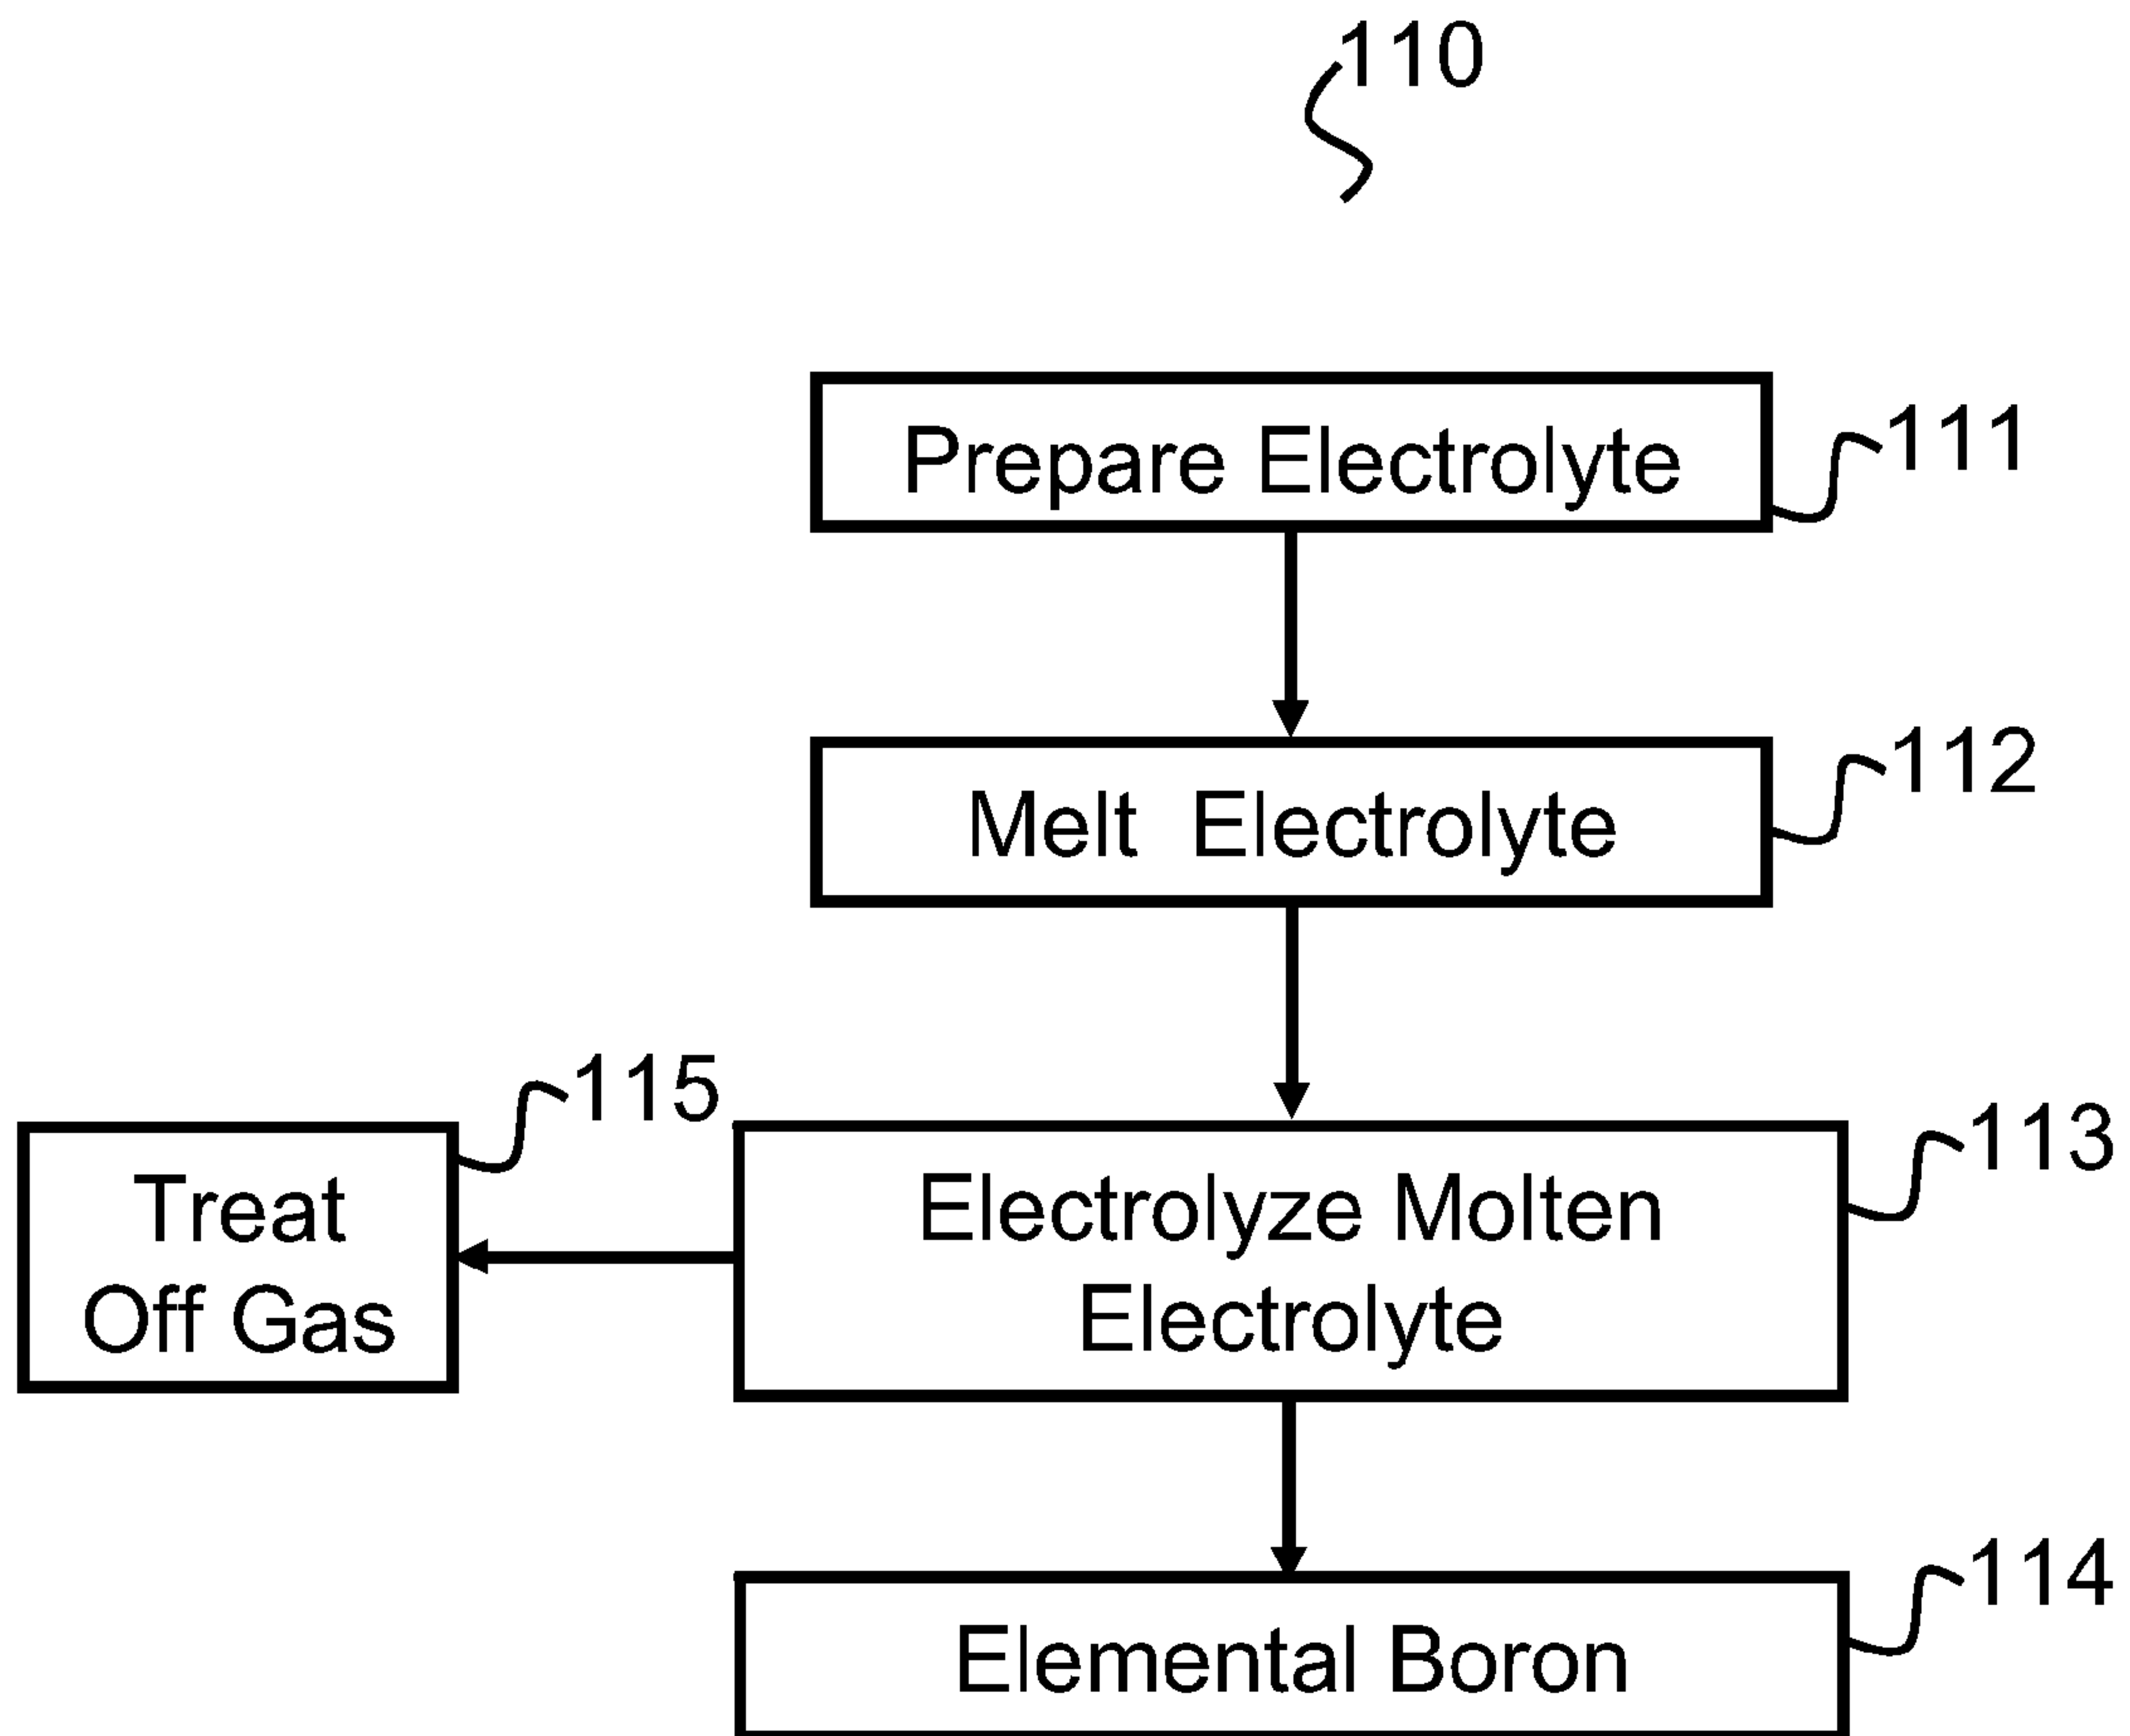 110
Prepare Electrolyte
111
Melt Electrolyte
112
115
Treat
Off Gas
Electrolyze Molten
Electrolyte
113
Elemental Boron
114